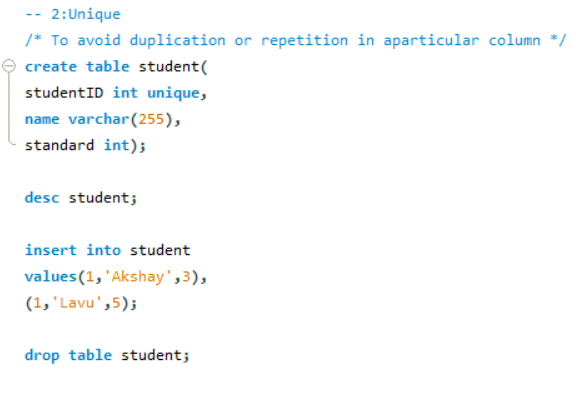 -- 2:Unique
/* To avoid duplication or repetition in aparticular column */
create table student(
studentID int unique,
name varchar(255),
standard int);
desc student;
insert into student
values(1,'Akshay',3),
(1,'Lavu',5);
drop table student;